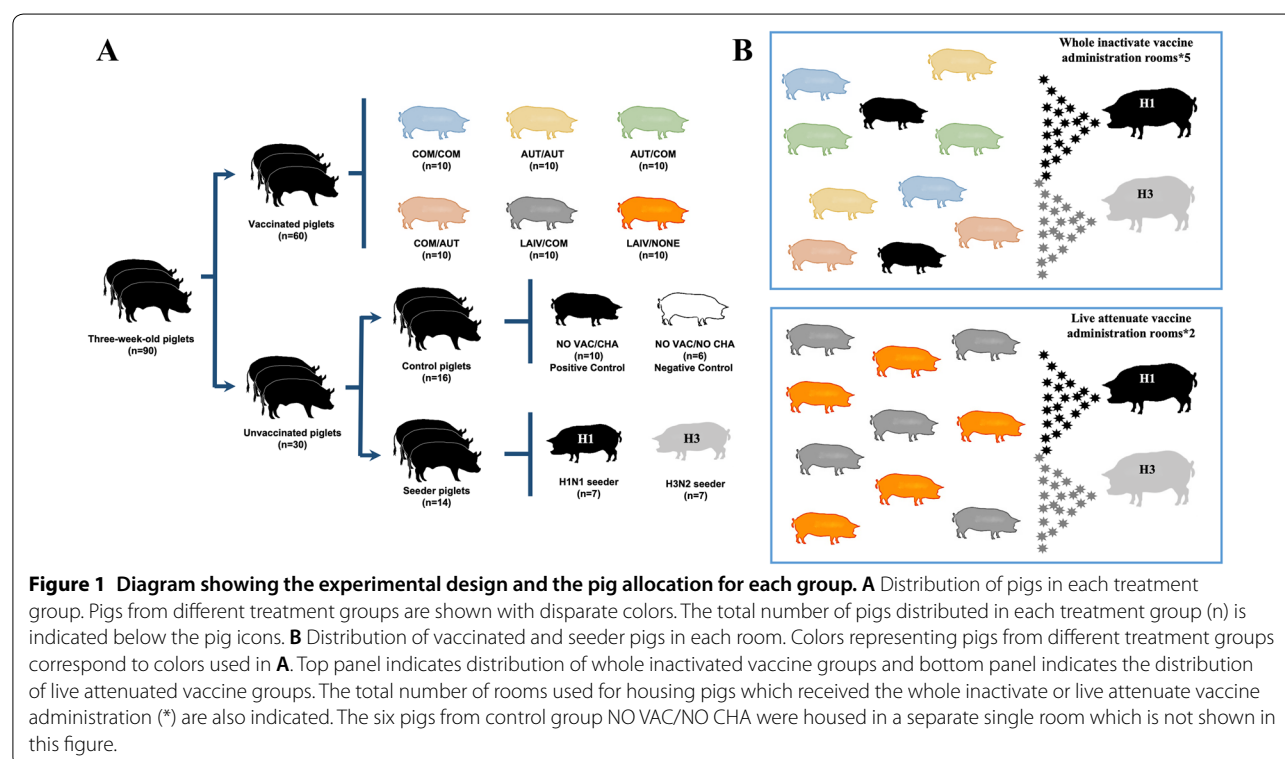 A
Three-week-old piglets
(n=90)
Vaccinated piglets
(n=60)
Unvaccinated piglets
(n=30)
COM/COM
(n=10)
AUT/AUT
(n=10)
AUT/COM
(n=10)
COM/AUT
(n=10)
LAIV/COM
(n=10)
LAIV/NONE
(n=10)
Control piglets
(n=16)
NO VAC/CHA
(n=10)
Positive Control
NO VAC/NO CHA
(n=6)
Negative Control
Seeder piglets
(n=14)
H1
H1N1 seeder
(n=7)
H3
H3N2 seeder
(n=7)
B
Whole inactivate vaccine
administration rooms*5
H1
H3
Live attenuate vaccine
administration rooms*2
H1
H3
Figure 1 Diagram showing the experimental design and the pig allocation for each group. A Distribution of pigs in each treatment
group. Pigs from different treatment groups are shown with disparate colors. The total number of pigs distributed in each treatment group (n) is
indicated below the pig icons. B Distribution of vaccinated and seeder pigs in each room. Colors representing pigs from different treatment groups
correspond to colors used in A. Top panel indicates distribution of whole inactivated vaccine groups and bottom panel indicates the distribution
of live attenuated vaccine groups. The total number of rooms used for housing pigs which received the whole inactivate or live attenuate vaccine
administration (*) are also indicated. The six pigs from control group NO VAC/NO CHA were housed in a separate single room which is not shown in
this figure.